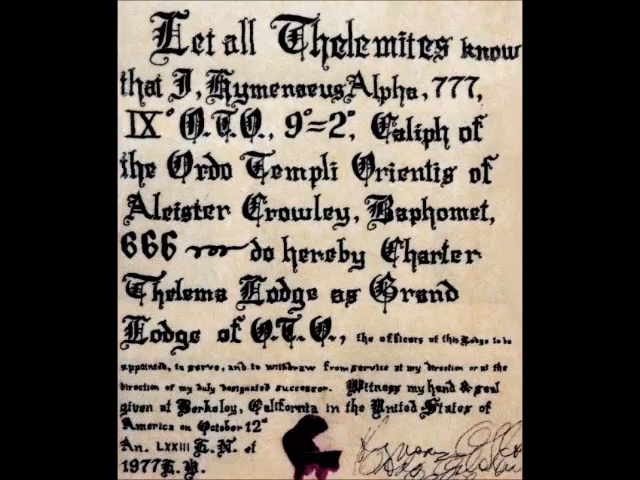 Let all Thelemites know
that I, Hymenaeus Alpha, 777,
IX° O.T.O., 9°=2°, Caliph of
the Ordo Templi Orientis of
Aleister Crowley, Baphomet,
666 do hereby Charter
Thelema Lodge as Grand
Lodge of O.T.O., the officers of this Lodge to be
appointed, to serve, and to withdraw from service at my direction or at the
direction of my duly designated successor. Witness my hand & seal
given at Berkeley, California in the United States of
America on October 12th
An. LXXIII E.N. et
1977 E.V.